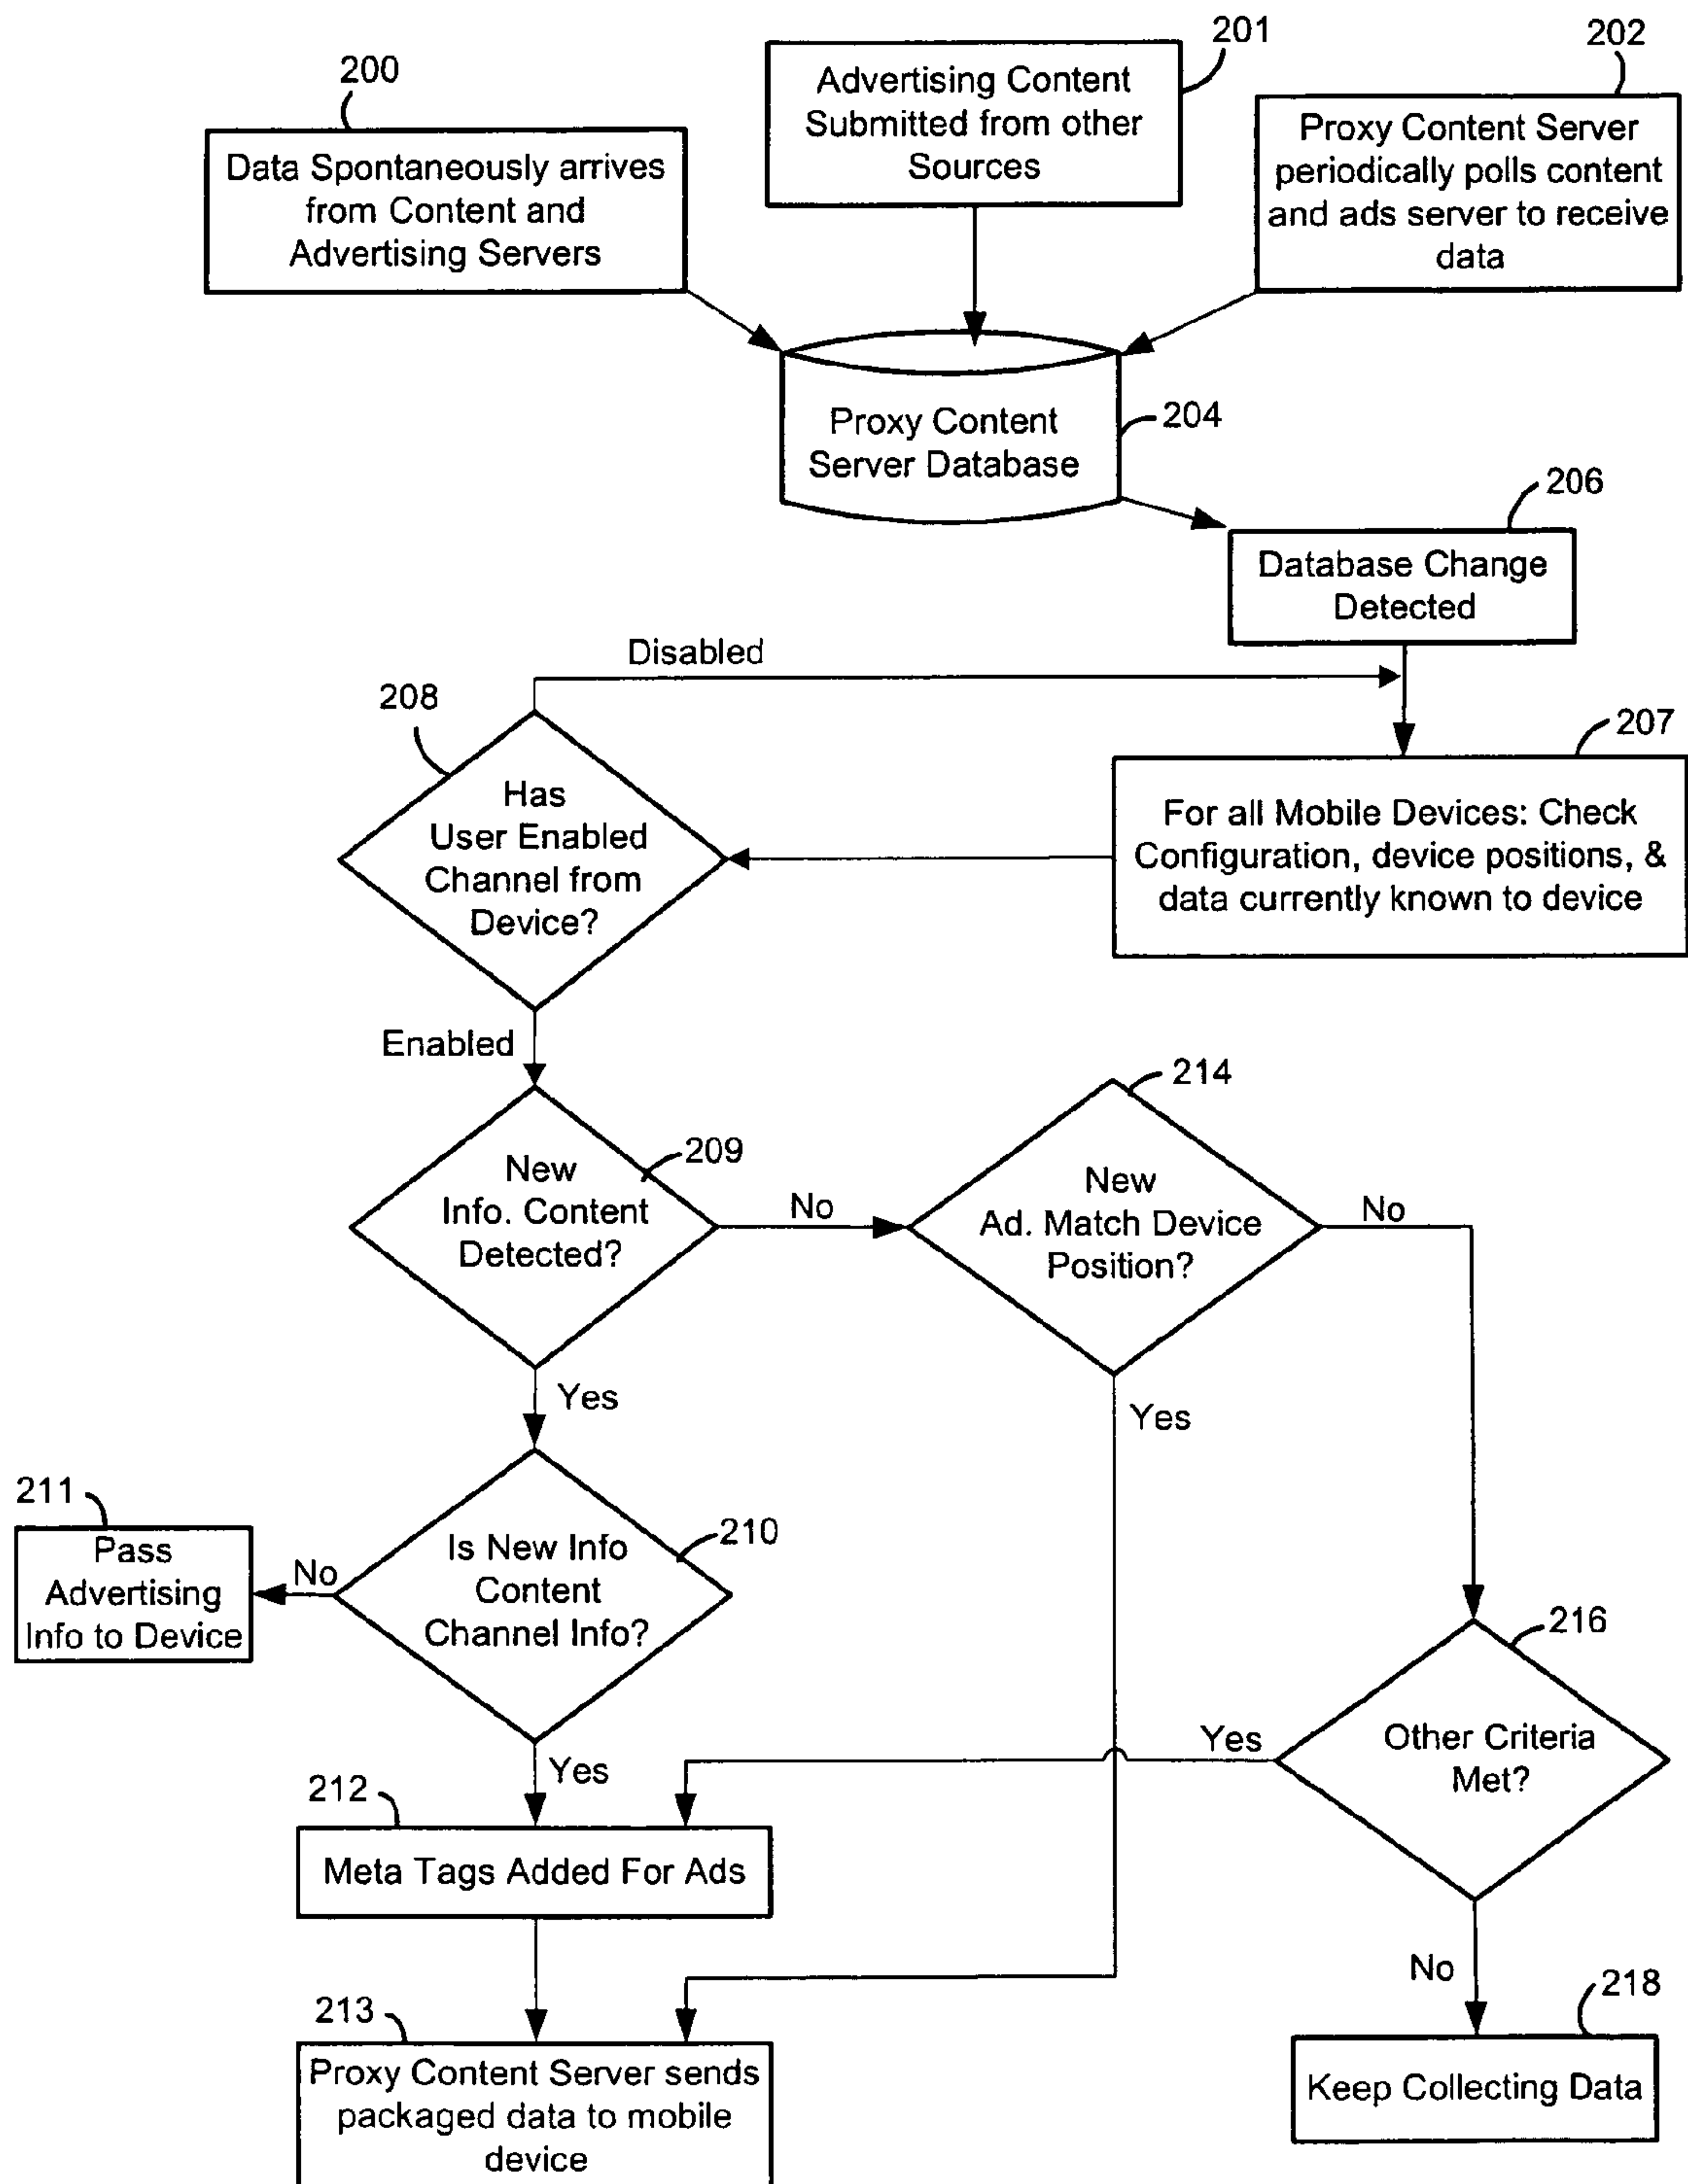 200
201
202
Data Spontaneously arrives
from Content and
Advertising Servers
Advertising Content
Submitted from other
Sources
Proxy Content Server
periodically polls content
and ads server to receive
data
Proxy Content
Server Database
204
206
Database Change
Detected
Disabled
208
207
Has
User Enabled
Channel from
Device?
For all Mobile Devices: Check
Configuration, device positions, &
data currently known to device
Enabled
214
209
New
Info. Content
Detected?
No
New
Ad. Match Device
Position?
No
Yes
Yes
211
Pass
Advertising
Info to Device
No
210
Is New Info
Content
Channel Info?
216
Other Criteria
Met?
Yes
Yes
212
Meta Tags Added For Ads
No
213
218
Proxy Content Server sends
packaged data to mobile
device
Keep Collecting Data